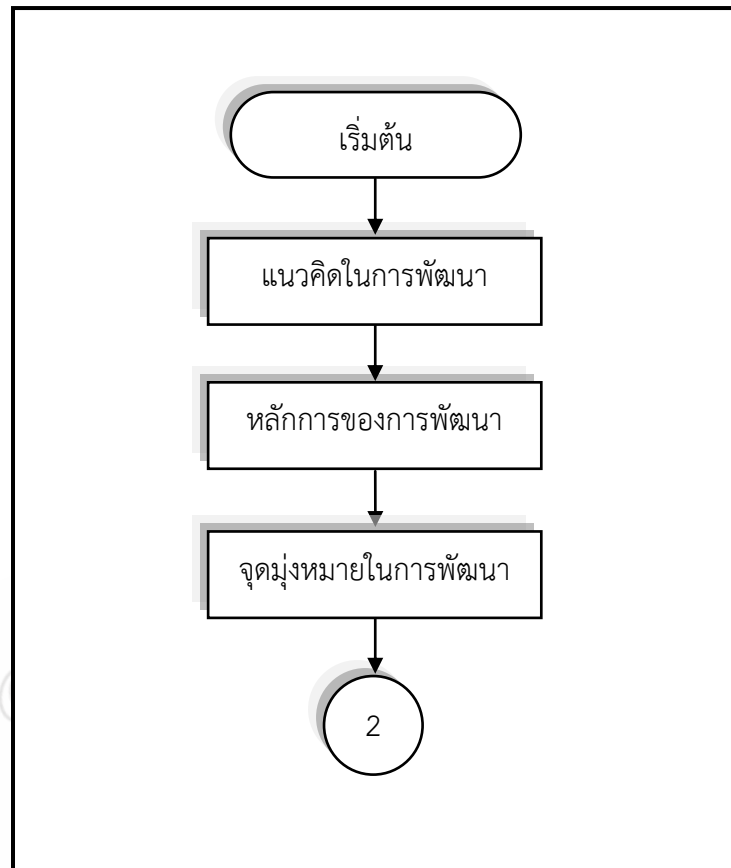 เริ่มต้น
แนวคิดในการพัฒนา
หลักการของการพัฒนา
จุดมุ่งหมายในการพัฒนา
2